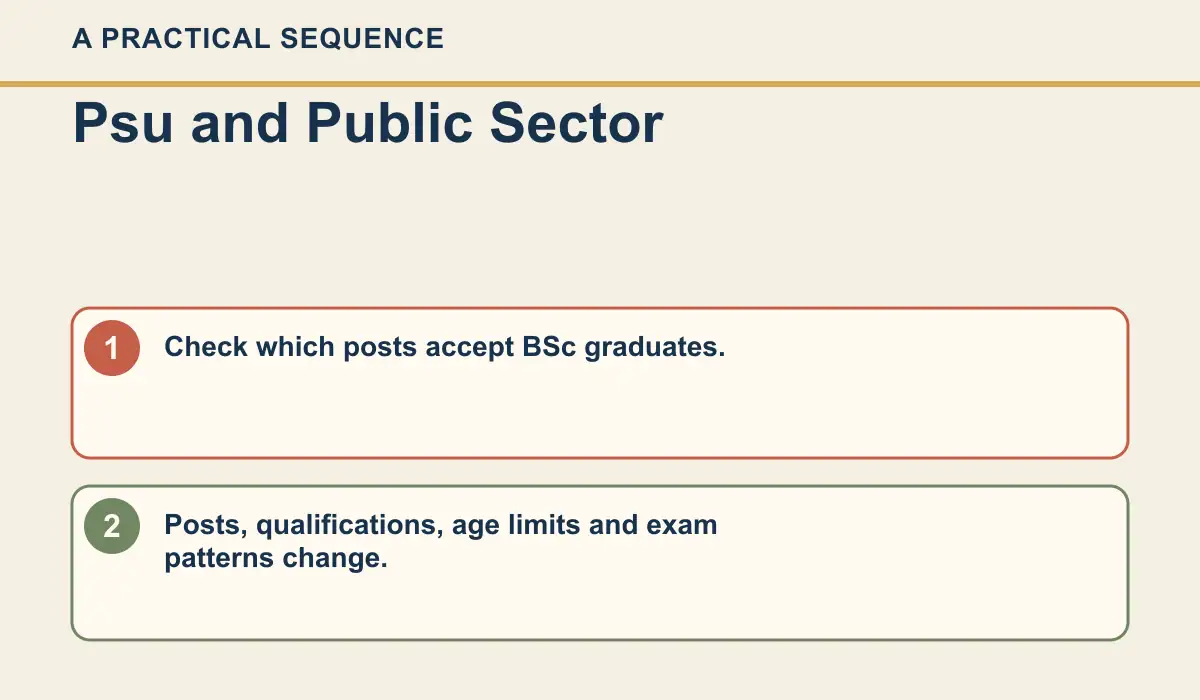 A PRACTICAL SEQUENCE
Psu and Public Sector
1
Check which posts accept BSc graduates.
2
Posts, qualifications, age limits and exam
patterns change.